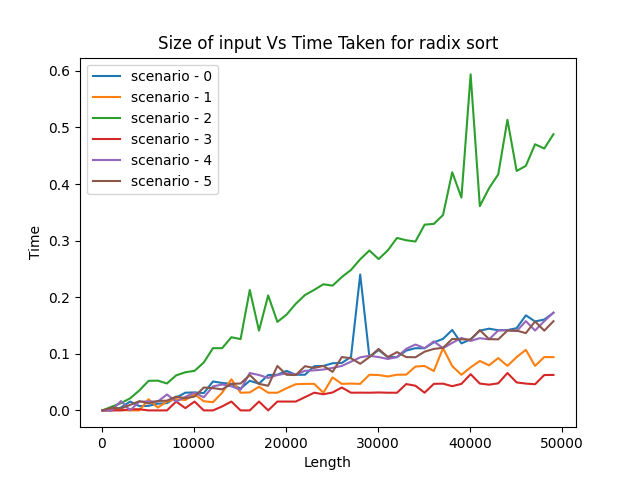 Size of input Vs Time Taken for radix sort
scenario - 0
scenario - 1
scenario - 2
scenario - 3
scenario - 4
scenario - 5
0.6
0.5
0.4
0.3
0.2
0.1
0.0
Time
0 10000 20000 30000 40000 50000
Length